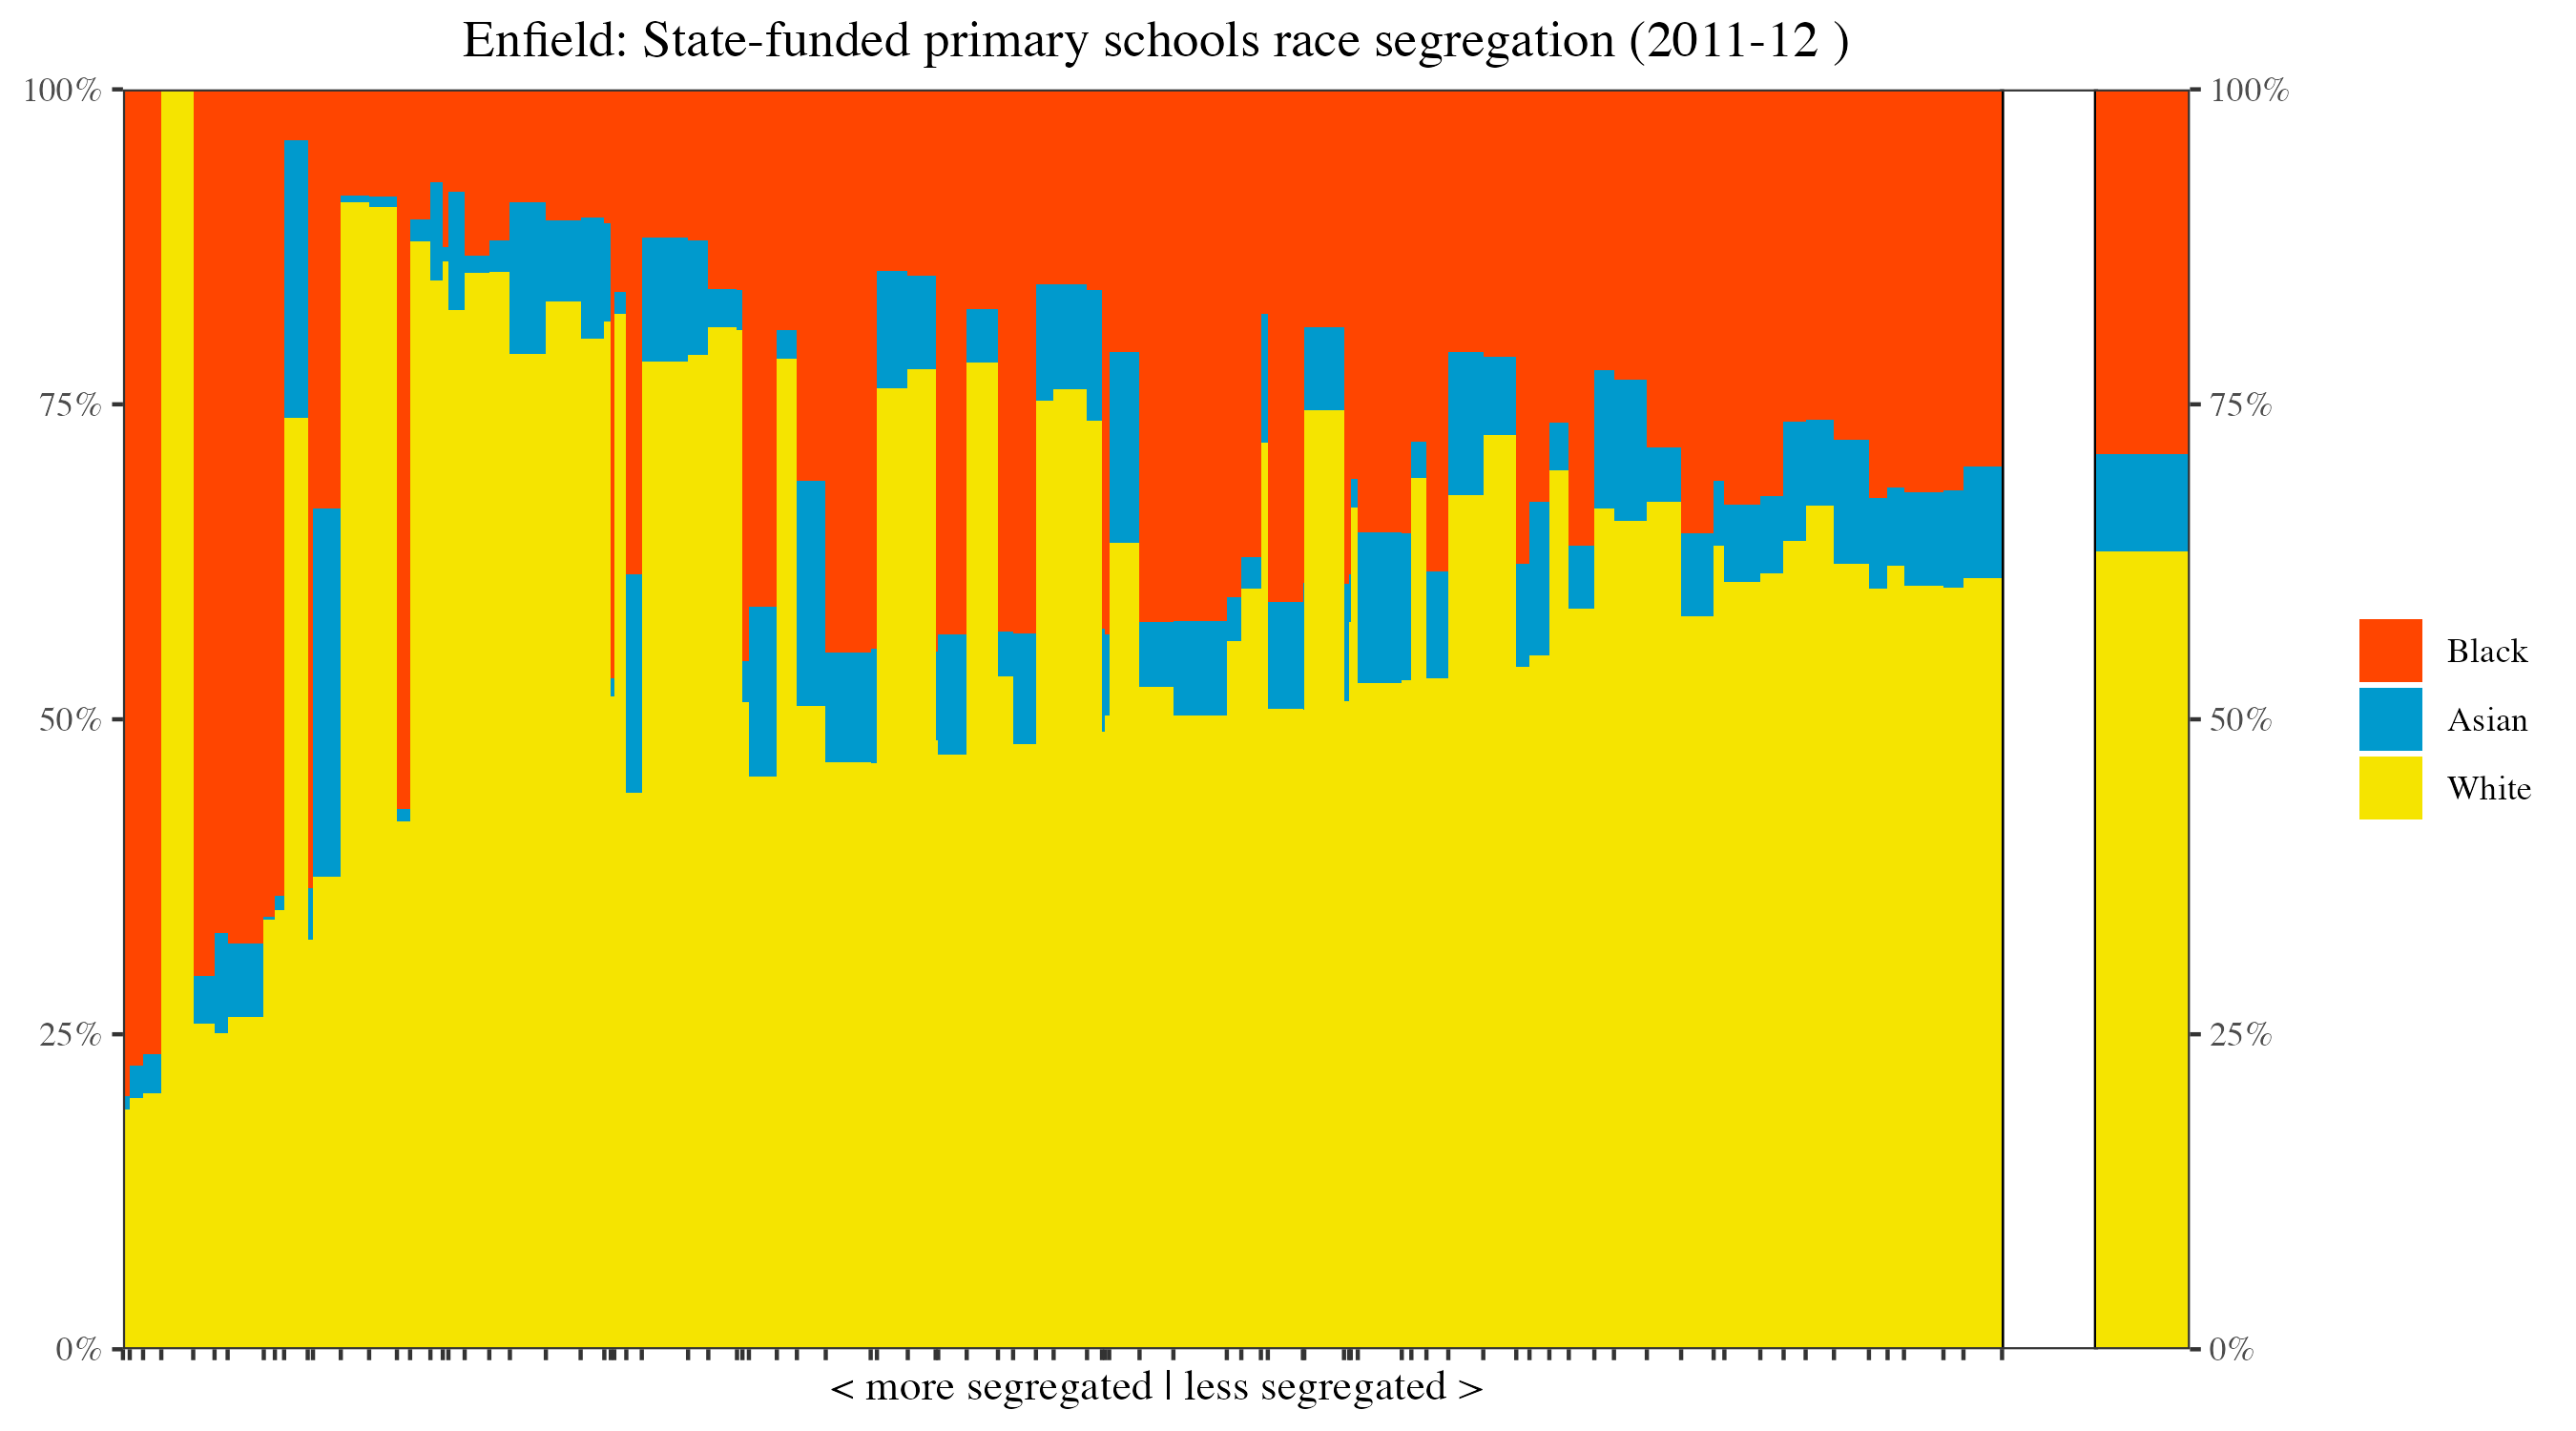 Enfield: State-funded primary schools race segregation (2011-12 )
100%
75%
50%
25%
0%
100%
75%
50%
25%
0%
Black
Asian
White
< more segregated | less segregated >